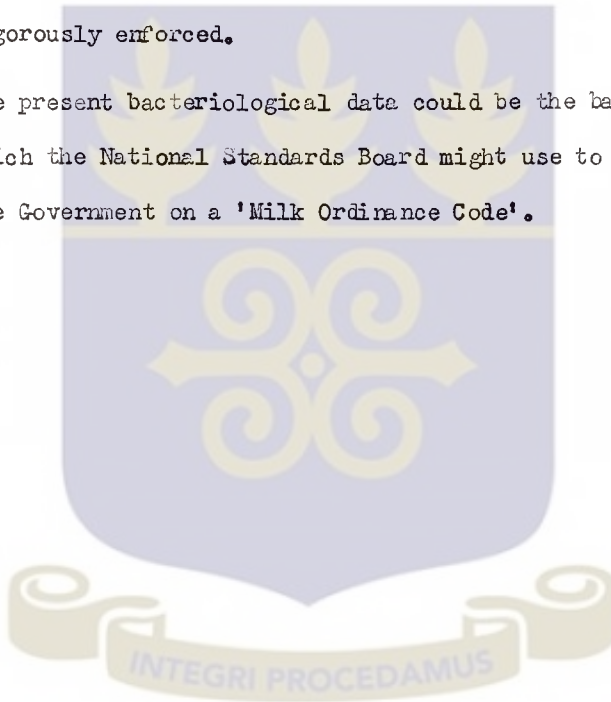 gorously enforced.
e present bacteriological data could be the ba
ich the National Standards Board might use to
e Government on a 'Milk Ordinance Code'.
INTEGRI PROCEDAMUS